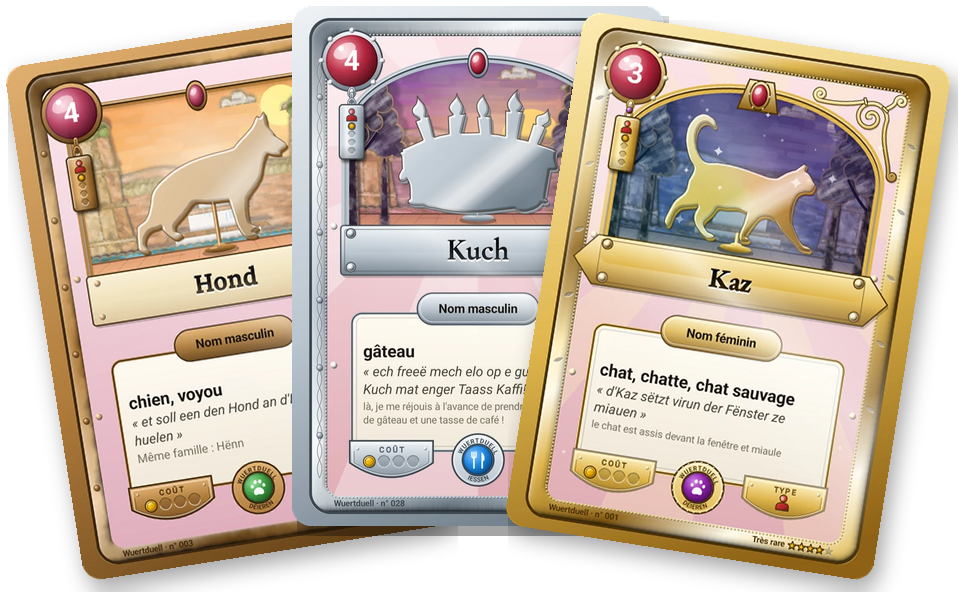 4
Hond
Nom masculin
chien, voyou
« et soll een den Hond an d'
huelen »
Même famille : Hënn
COÛT
WUERTDUELL
DÉIEREN
Wuertduell · n° 003
4
Kuch
Nom masculin
gâteau
« ech freeë mech elo op e gu
Kuch mat enger Taass Kaffi!
là, je me réjouis à l'avance de prendr
de gâteau et une tasse de café !
COÛT
WUERTDUELL
IESSEN
Wuertduell · n° 028
3
Kaz
Nom féminin
chat, chatte, chat sauvage
« d'Kaz sëtzt virun der Fënster ze
miauen »
le chat est assis devant la fenêtre et miaule
COÛT
WUERTDUELL
DÉIEREN
TYPE
Wuertduell · n° 001
Très rare